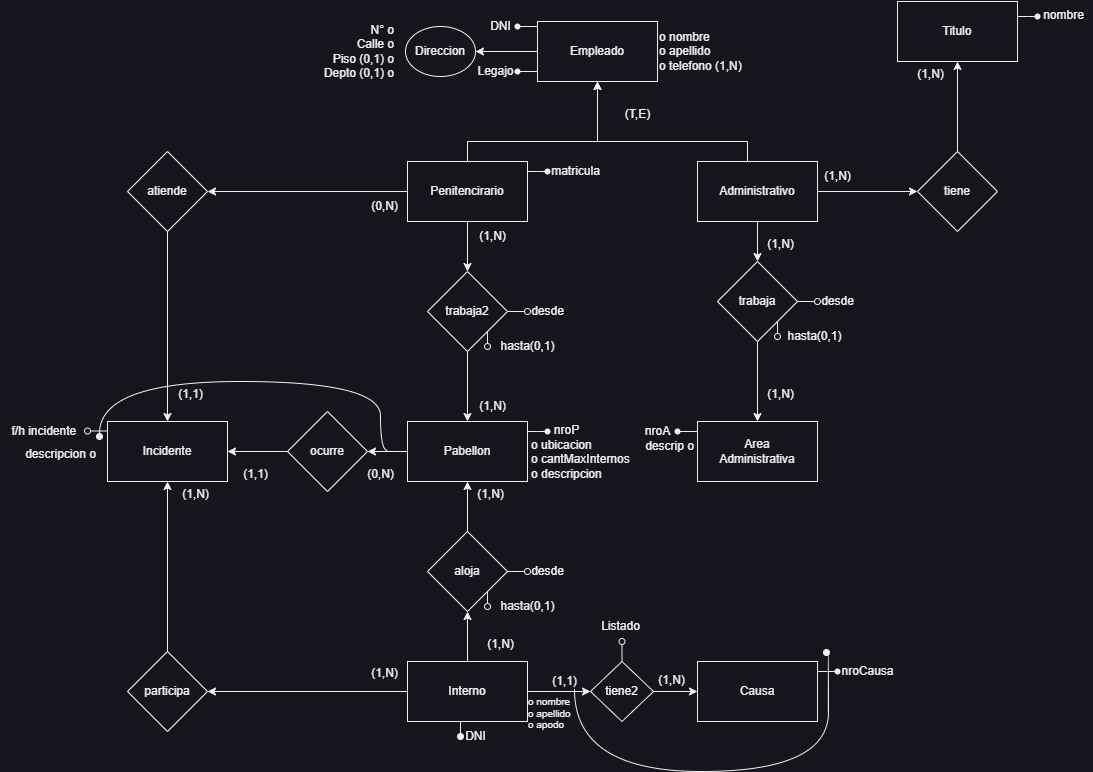 nombre
Titulo
(1,N)
N° o
Calle o
Piso (0,1) o
Depto (0,1) o
Direccion
DNI
Legajo
Empleado
o nombre
o apellido
o telefono (1,N)
(T,E)
atiende
(0,N)
Penitencirario
matricula
Administrativo
(1,N)
tiene
(1,N)
(1,N)
trabaja2
desde
hasta(0,1)
trabaja
desde
hasta(0,1)
(1,1)
(1,N)
(1,N)
f/h incidente
descripcion o
Incidente
ocurre
(1,1)
(0,N)
Pabellon
nroP
o ubicacion
o cantMaxInternos
o descripcion
nroA
descrip o
Area
Administrativa
(1,N)
(1,N)
aloja
desde
hasta(0,1)
Listado
(1,N)
participa
(1,N)
Interno
o nombre
o apellido
o apodo
DNI
(1,1)
tiene2
(1,N)
Causa
nroCausa